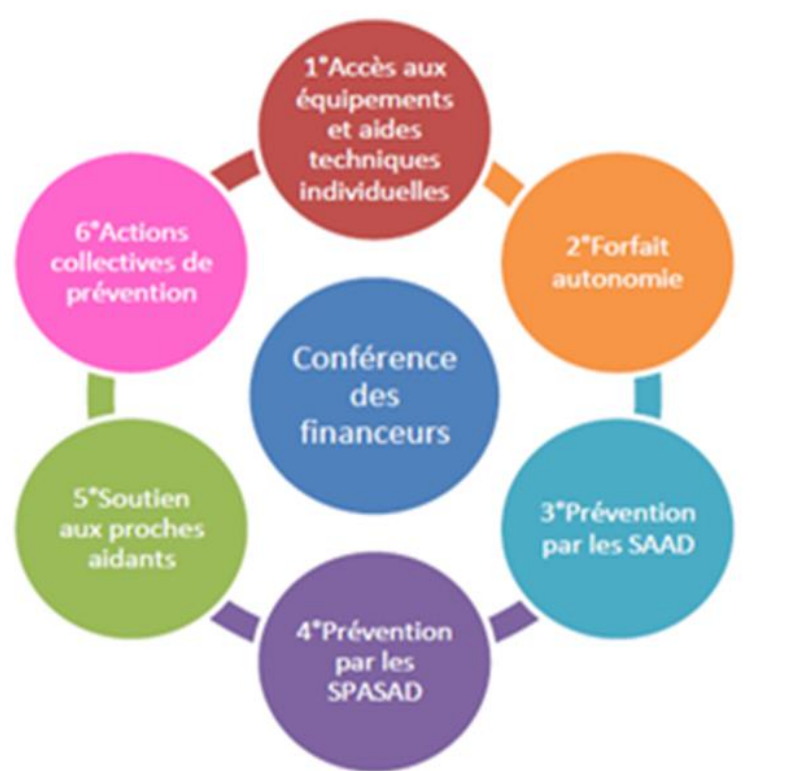 1°Accès aux
équipements
et aides
techniques
individuelles
2°Forfait
autonomie
3°Prévention
par les SAAD
4°Prévention
par les
SPASAD
5°Soutien
aux proches
aidants
6°Actions
collectives de
prévention
Conférence
des
financeurs